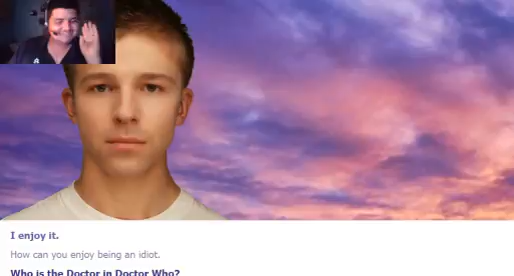 I enjoy it.
How can you enjoy being an idiot.
Who is the Doctor in Doctor Who?